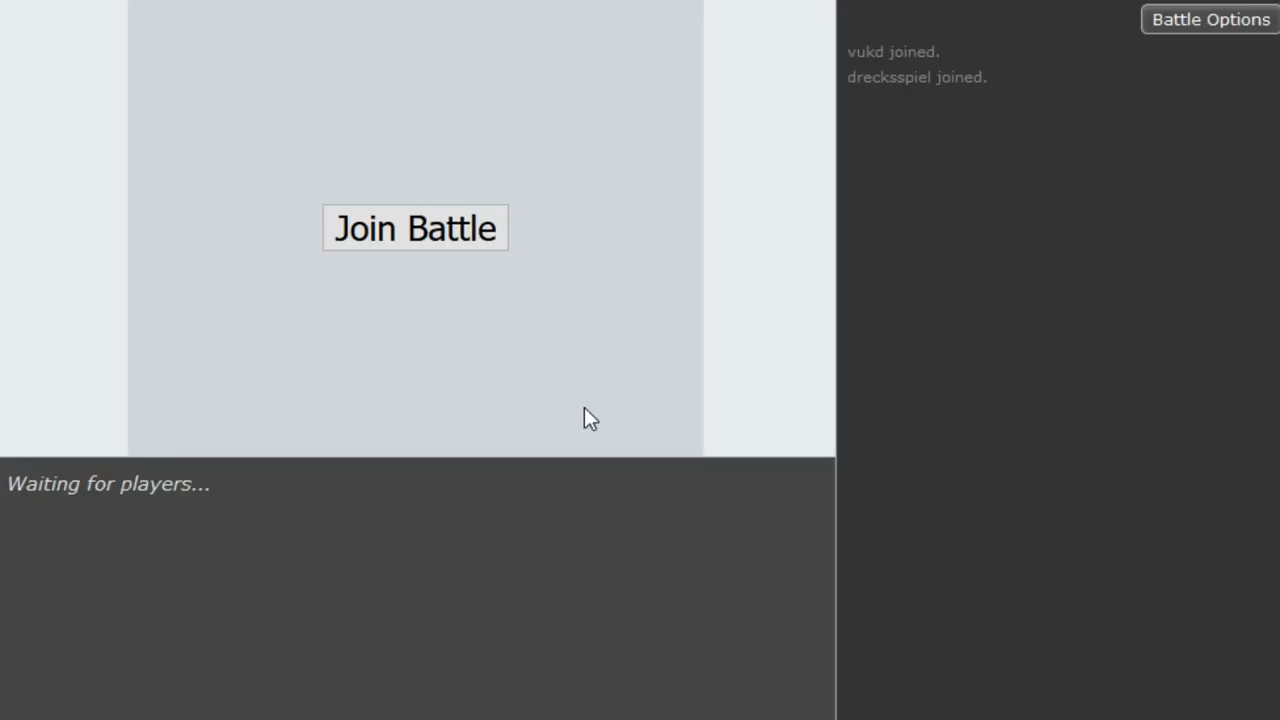 Battle Options
vukd joined.
drecksspiel joined.
Join Battle
Waiting for players...